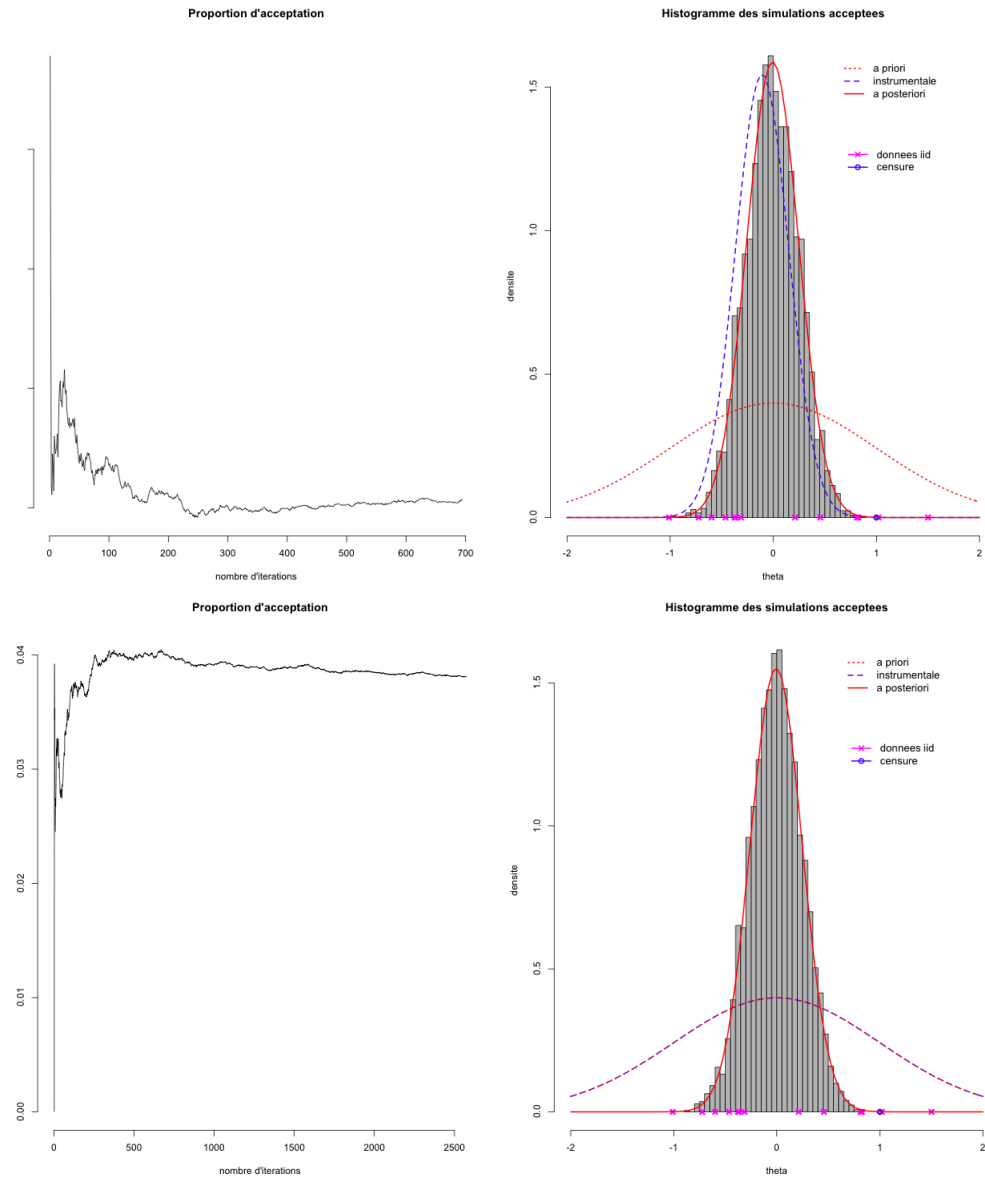 Proportion d'acceptation
0 100 200 300 400 500 600 700
nombre d'iterations
Histogramme des simulations acceptees
a priori
instrumentale
a posteriori
donnees iid
censure
1.5
1.0
0.5
0.0
densite
-2 -1 0 1 2
theta
Proportion d'acceptation
0.04
0.03
0.02
0.01
0.00
0 500 1000 1500 2000 2500
nombre d'iterations
Histogramme des simulations acceptees
a priori
instrumentale
a posteriori
donnees iid
censure
1.5
1.0
0.5
0.0
densite
-2 -1 0 1 2
theta